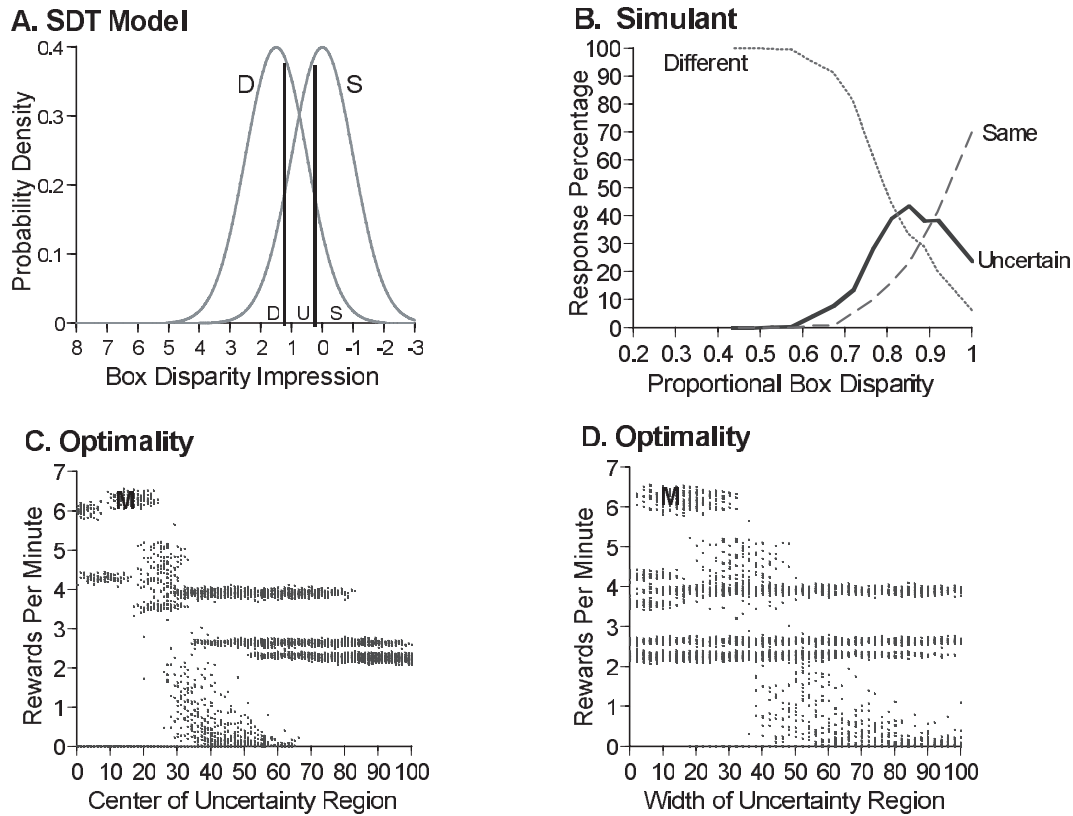 A. SDT Model
0.4
0.3
0.2
0.1
0
Probability Density
D
S
D U S
8 7 6 5 4 3 2 1 0 -1 -2 -3
Box Disparity Impression
B. Simulant
100
90
80
70
60
50
40
30
20
10
0
Response Percentage
Different
Same
Uncertain
0.2 0.3 0.4 0.5 0.6 0.7 0.8 0.9 1
Proportional Box Disparity
C. Optimality
7
6
5
4
3
2
1
0
Rewards Per Minute
M
0 10 20 30 40 50 60 70 80 90 100
Center of Uncertainty Region
D. Optimality
7
6
5
4
3
2
1
0
Rewards Per Minute
M
0 10 20 30 40 50 60 70 80 90 100
Width of Uncertainty Region